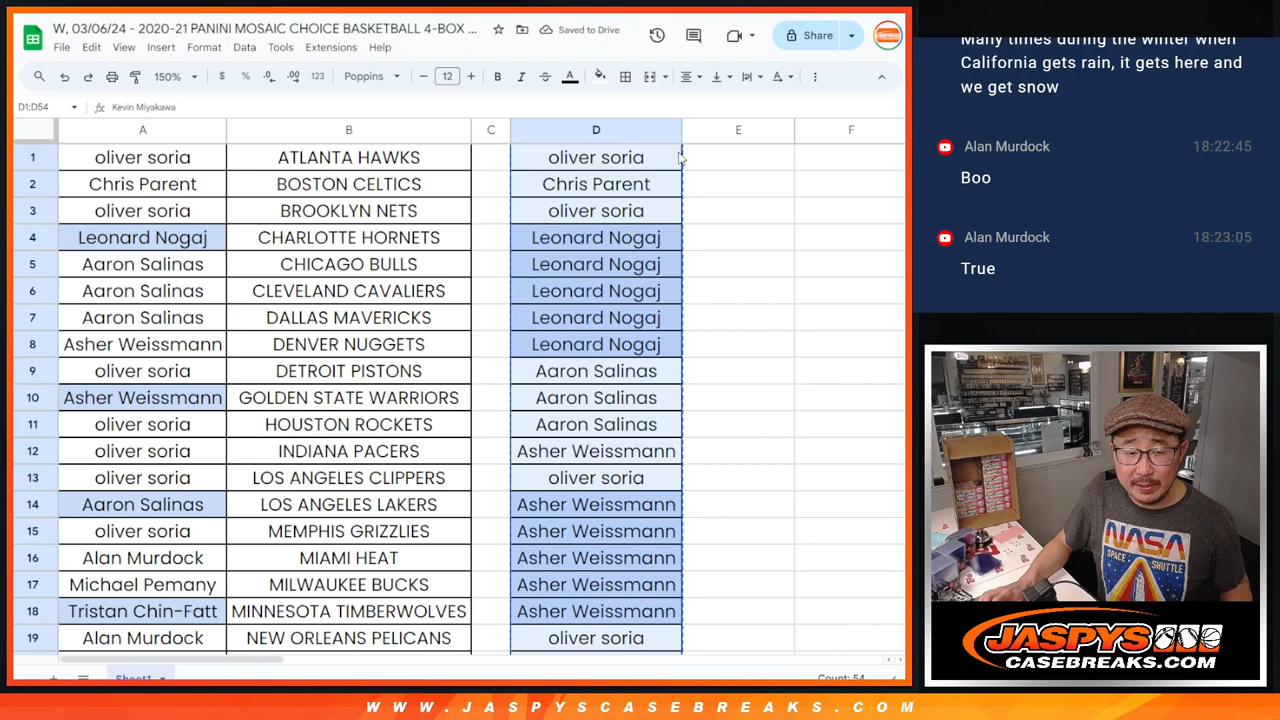 W, 03/06/24 - 2020-21 PANINI MOSAIC CHOICE BASKETBALL 4-BOX ...
Saved to Drive
Share
File Edit View Insert Format Data Tools Extensions Help
150% $ % .0 .00 123 Poppins 12 B I A
D1:D54 fx Kevin Miyakawa
A B C D E F
1 oliver soria ATLANTA HAWKS oliver soria
2 Chris Parent BOSTON CELTICS Chris Parent
3 oliver soria BROOKLYN NETS oliver soria
4 Leonard Nogaj CHARLOTTE HORNETS Leonard Nogaj
5 Aaron Salinas CHICAGO BULLS Leonard Nogaj
6 Aaron Salinas CLEVELAND CAVALIERS Leonard Nogaj
7 Aaron Salinas DALLAS MAVERICKS Leonard Nogaj
8 Asher Weissmann DENVER NUGGETS Leonard Nogaj
9 oliver soria DETROIT PISTONS Aaron Salinas
10 Asher Weissmann GOLDEN STATE WARRIORS Aaron Salinas
11 oliver soria HOUSTON ROCKETS Aaron Salinas
12 oliver soria INDIANA PACERS Asher Weissmann
13 oliver soria LOS ANGELES CLIPPERS oliver soria
14 Aaron Salinas LOS ANGELES LAKERS Asher Weissmann
15 oliver soria MEMPHIS GRIZZLIES Asher Weissmann
16 Alan Murdock MIAMI HEAT Asher Weissmann
17 Michael Pemany MILWAUKEE BUCKS Asher Weissmann
18 Tristan Chin-Fatt MINNESOTA TIMBERWOLVES Asher Weissmann
19 Alan Murdock NEW ORLEANS PELICANS oliver soria
Sheet1
Count: 54
Many times during the winter when
California gets rain, it gets here and
we get snow
Alan Murdock 18:22:45
Boo
Alan Murdock 18:23:05
True
NASA
SPACE SHUTTLE
JASPYS
CASEBREAKS.COM
WWW.JASPYSCASEBREAKS.COM